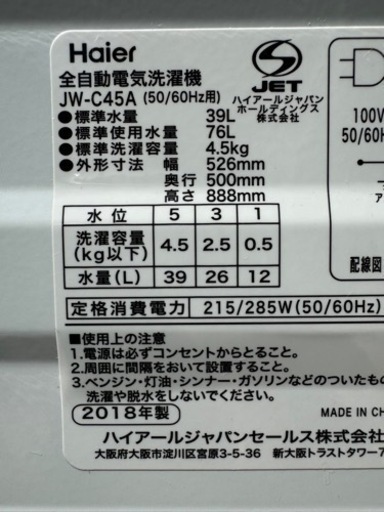 Haier
JET
全自動電気洗濯機
JW-C45A (50/60Hz用)
ハイアールジャパン
ホールディングス
株式会社
100V
50/60H
●標準水量 39L
●標準使用水量 76L
●標準洗濯容量 4.5kg
●外形寸法 幅 526mm
奥行 500mm
高さ 888mm
ア
水位 5 3 1
洗濯容量(kg以下) 4.5 2.5 0.5
水量(L) 39 26 12
配線図
定格消費電力 215/285W(50/60Hz)
■使用上の注意
1.電源は必ずコンセントからとること。
2.周囲に間隔をおいて設置すること。
3.ベンジン・灯油・シンナー・ガソリンなどのついたもの
洗濯や脱水をしないでください。
2018年製
MADE IN CH
ハイアールジャパンセールス株式会
大阪府大阪市淀川区宮原3-5-36 新大阪トラストタワー7